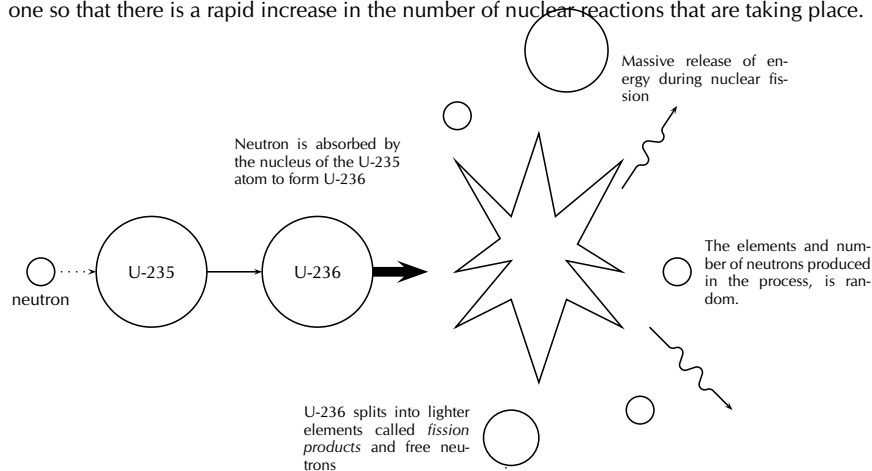 one so that there is a rapid increase in the number of nuclear reactions that are taking place.
Massive release of en-
ergy during nuclear fis-
sion
Neutron is absorbed by
the nucleus of the U-235
atom to form U-236
The elements and num-
ber of neutrons produced
in the process, is ran-
dom.
U-235
U-236
neutron
U-236 splits into lighter
elements called fission
products and free neu-
trons